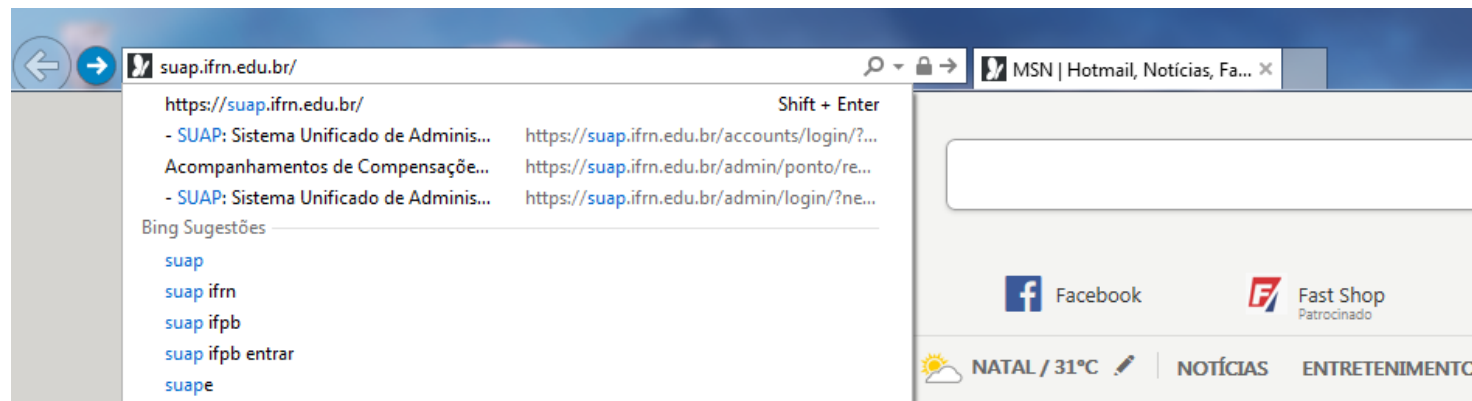 suap.ifrn.edu.br/
MSN | Hotmail, Notícias, Fa...
https://suap.ifrn.edu.br/ Shift + Enter
- SUAP: Sistema Unificado de Adminis... https://suap.ifrn.edu.br/accounts/login/?...
Acompanhamentos de Compensaçõe... https://suap.ifrn.edu.br/admin/ponto/re...
- SUAP: Sistema Unificado de Adminis... https://suap.ifrn.edu.br/admin/login/?ne...
Bing Sugestões
suap
suap ifrn
suap ifpb
suap ifpb entrar
suape
Facebook
Fast Shop
Patrocinado
NATAL / 31°C
NOTÍCIAS
ENTRETENIMENTO